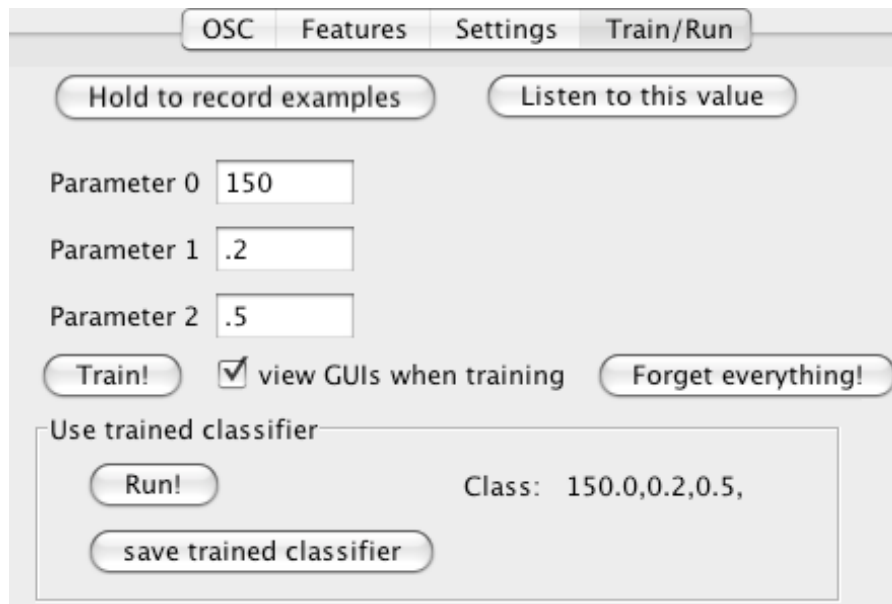 OSC Features Settings Train/Run
Hold to record examples Listen to this value
Parameter 0 150
Parameter 1 .2
Parameter 2 .5
Train! view GUIs when training Forget everything!
Use trained classifier
Run! Class: 150.0,0.2,0.5,
save trained classifier